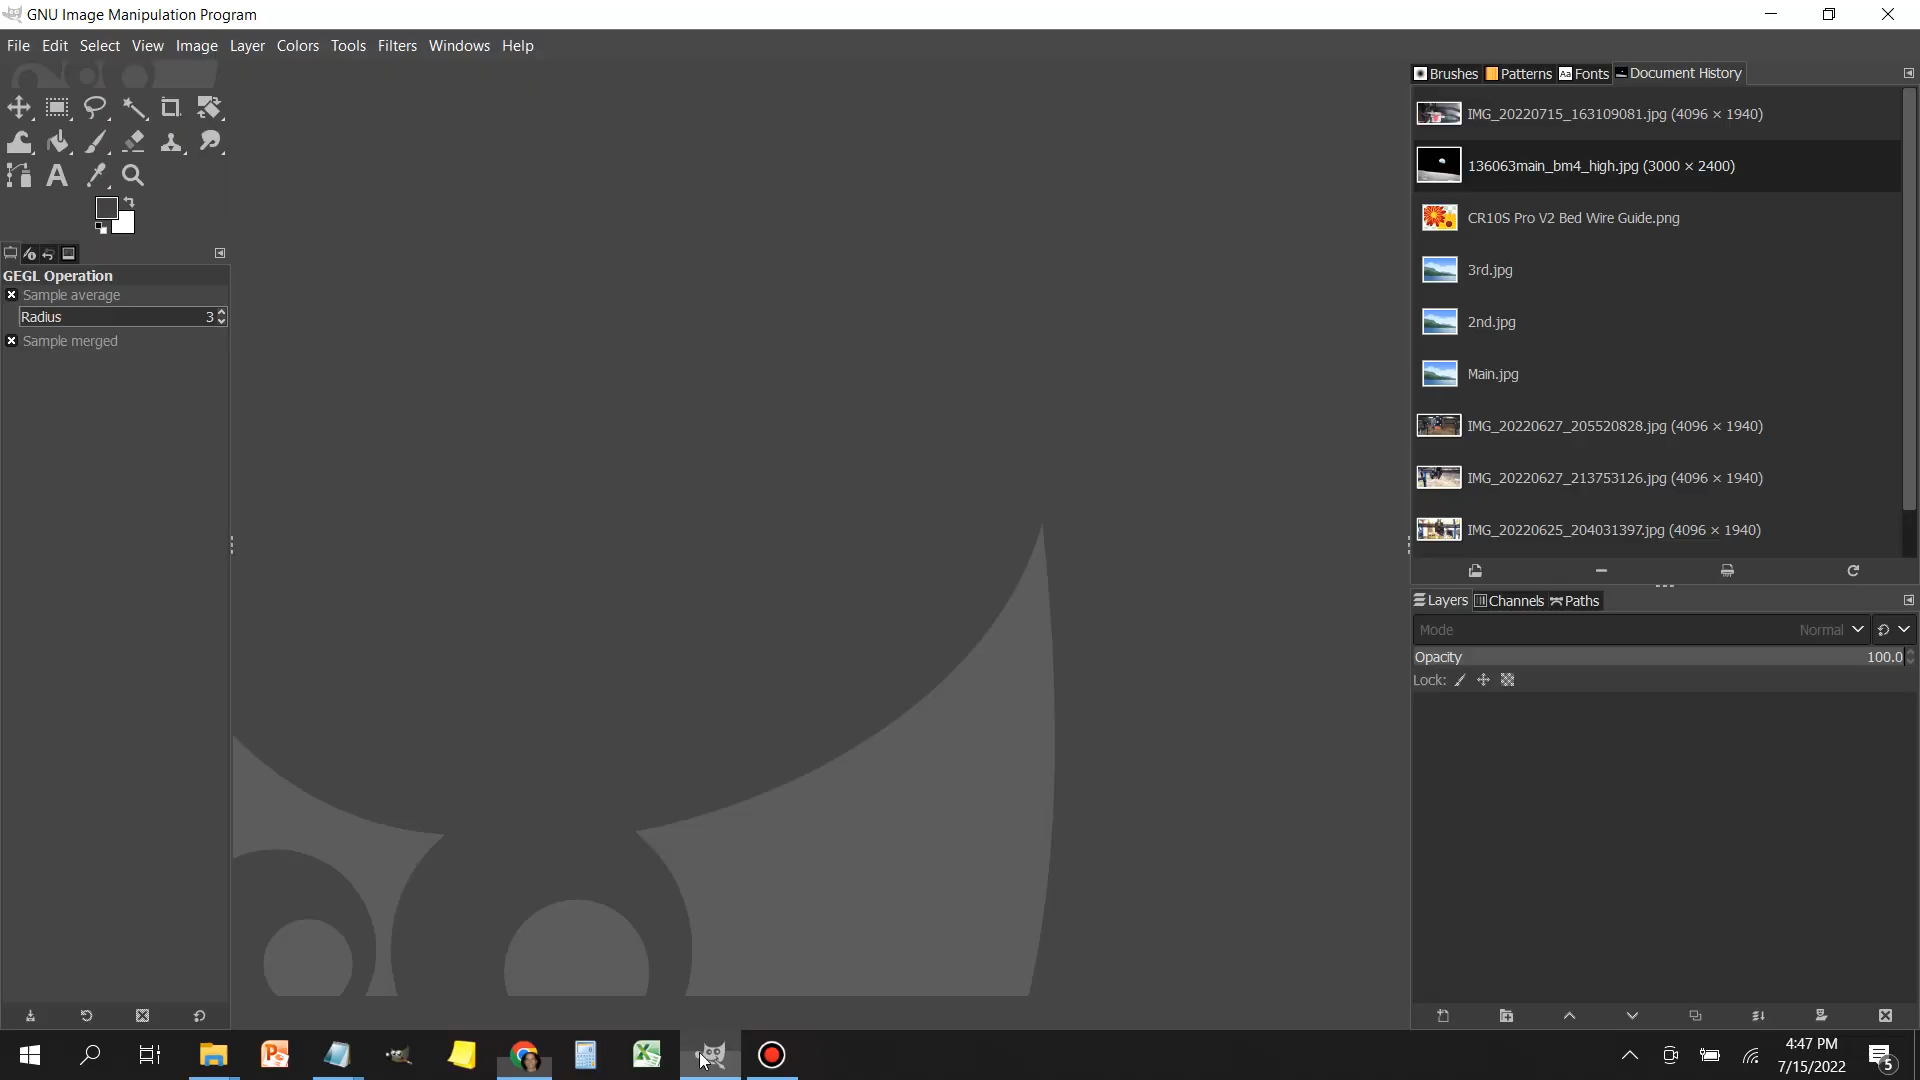 GNU Image Manipulation Program
File Edit Select View Image Layer Colors Tools Filters Windows Help
GEGL Operation
Sample average
Radius 3
Sample merged
Brushes Patterns Aa Fonts Document History
IMG_20220715_163109081.jpg (4096 × 1940)
136063main_bm4_high.jpg (3000 × 2400)
CR10S Pro V2 Bed Wire Guide.png
3rd.jpg
2nd.jpg
Main.jpg
IMG_20220627_205520828.jpg (4096 × 1940)
IMG_20220627_213753126.jpg (4096 × 1940)
IMG_20220625_204031397.jpg (4096 × 1940)
Layers Channels Paths
Mode Normal
Opacity 100.0
Lock:
4:47 PM
7/15/2022
5